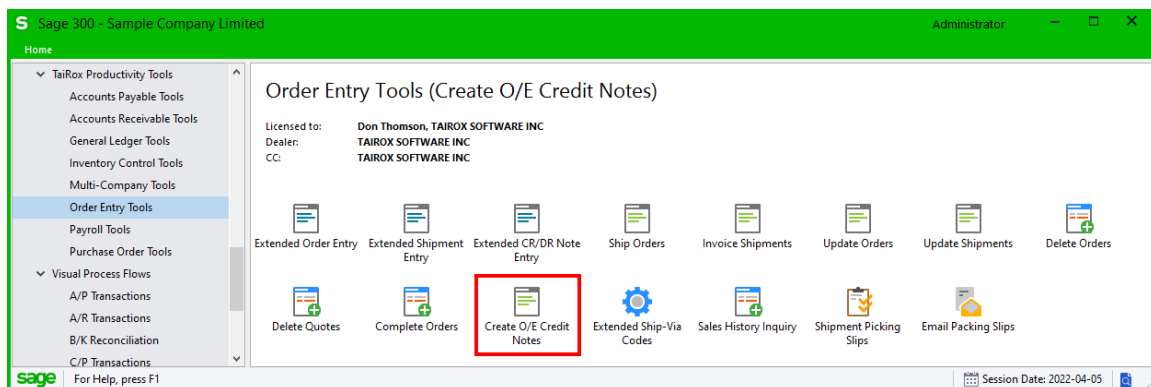 S Sage 300 - Sample Company Limited
Administrator
Home
TaiRox Productivity Tools
Accounts Payable Tools
Accounts Receivable Tools
General Ledger Tools
Inventory Control Tools
Multi-Company Tools
Order Entry Tools
Payroll Tools
Purchase Order Tools
Visual Process Flows
A/P Transactions
A/R Transactions
B/K Reconciliation
C/P Transactions
Order Entry Tools (Create O/E Credit Notes)
Licensed to: Don Thomson, TAIROX SOFTWARE INC
Dealer: TAIROX SOFTWARE INC
CC: TAIROX SOFTWARE INC
Extended Order Entry
Extended Shipment
Entry
Extended CR/DR Note
Entry
Ship Orders
Invoice Shipments
Update Orders
Update Shipments
Delete Orders
Delete Quotes
Complete Orders
Create O/E Credit
Notes
Extended Ship-Via
Codes
Sales History Inquiry
Shipment Picking
Slips
Email Packing Slips
sage For Help, press F1
Session Date: 2022-04-05